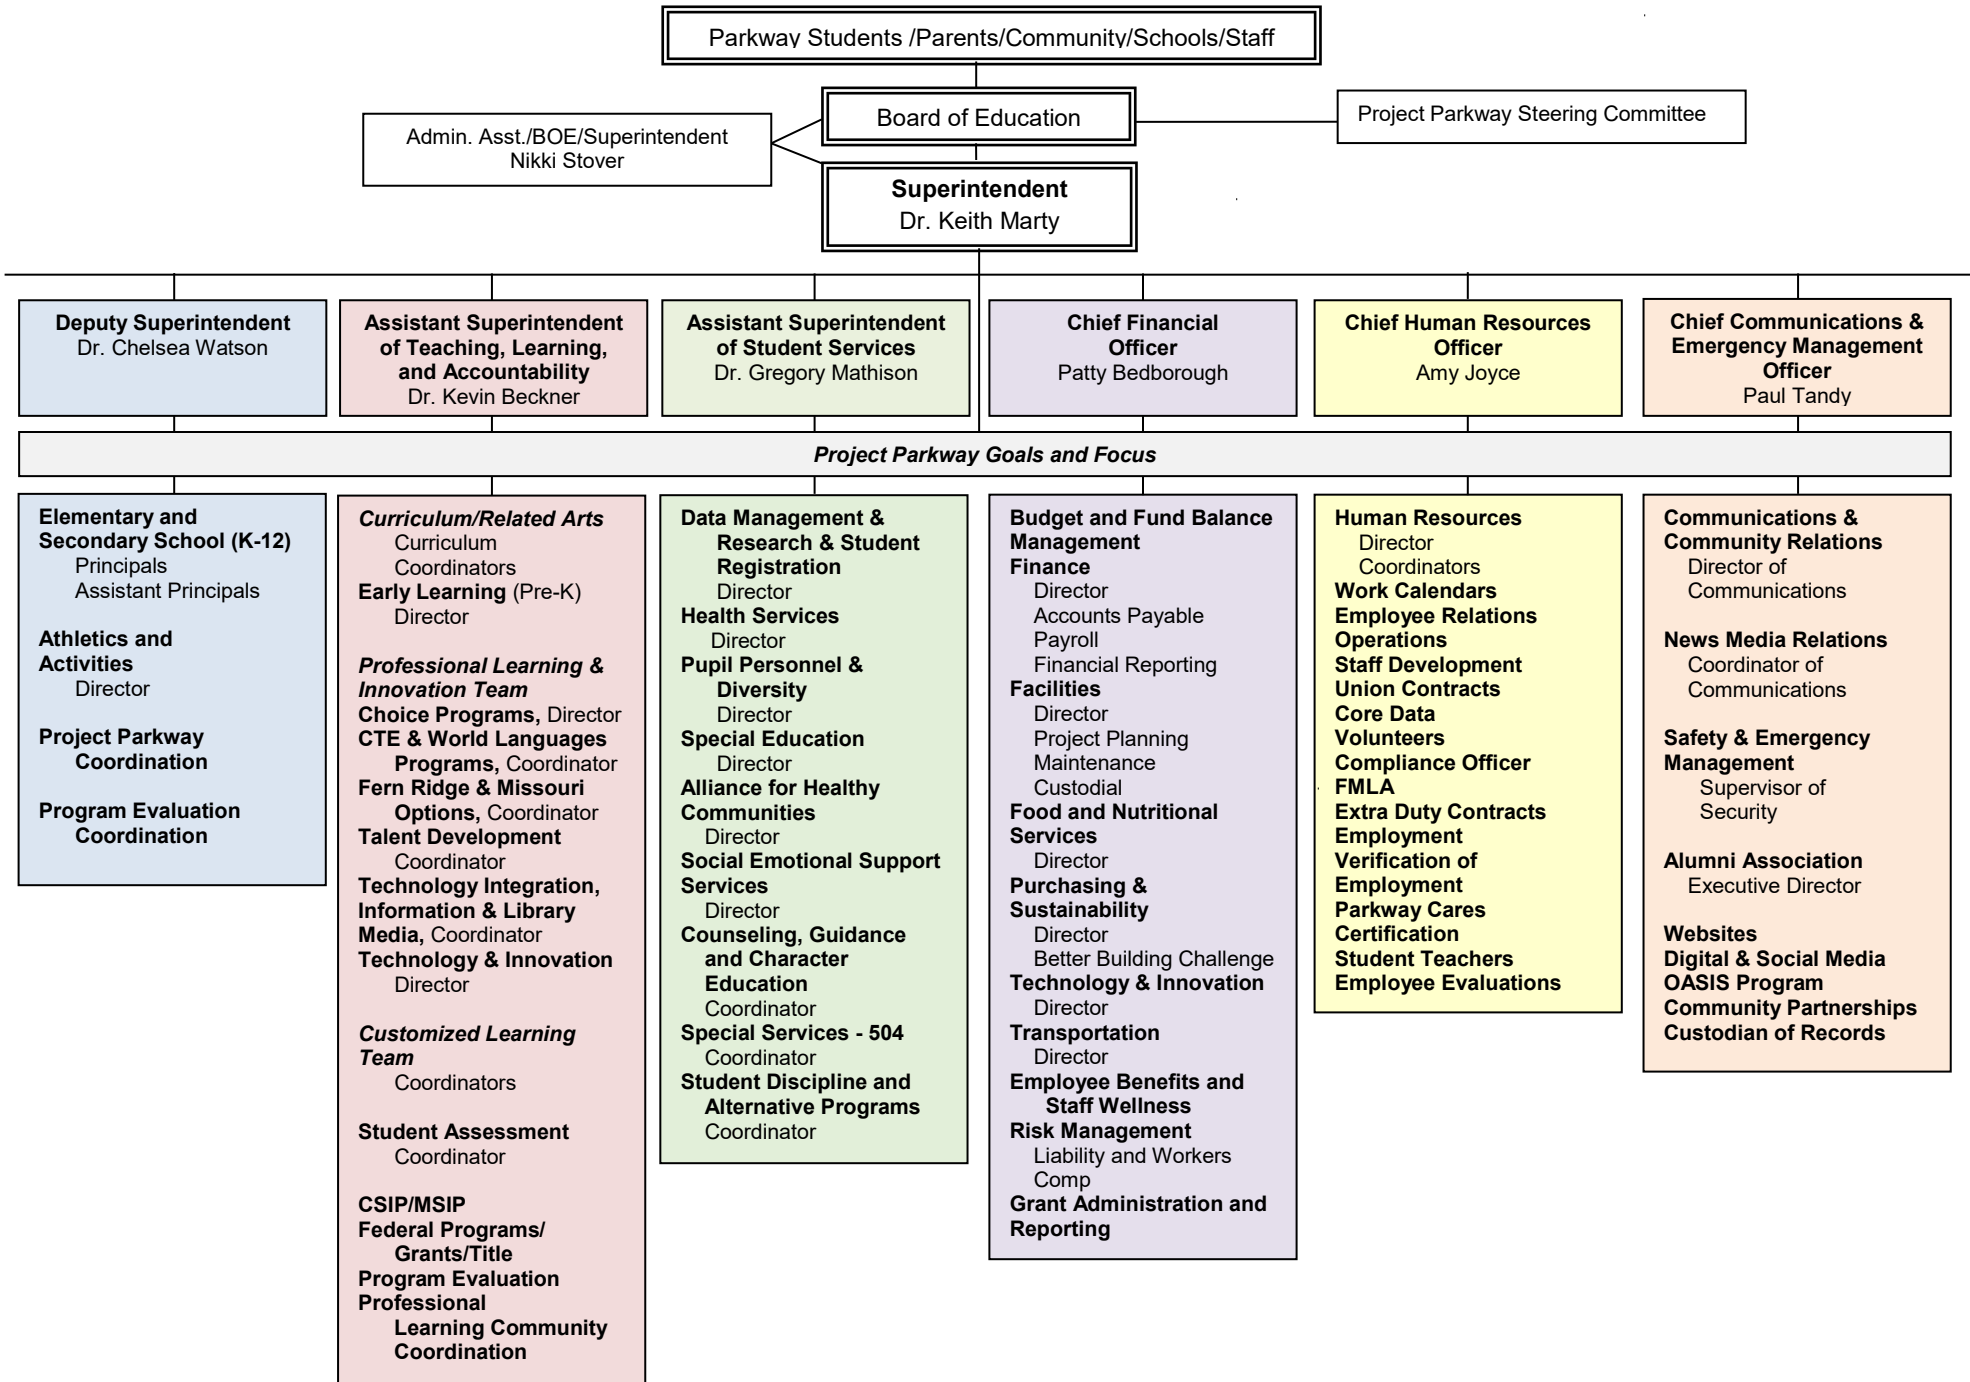 Parkway Students /Parents/Community/Schools/Staff
Board of Education
Project Parkway Steering Committee
Admin. Asst./BOE/Superintendent
Nikki Stover
Superintendent
Dr. Keith Marty
Deputy Superintendent
Dr. Chelsea Watson
Assistant Superintendent
of Teaching, Learning,
and Accountability
Dr. Kevin Beckner
Assistant Superintendent
of Student Services
Dr. Gregory Mathison
Chief Financial
Officer
Patty Bedborough
Chief Human Resources
Officer
Amy Joyce
Chief Communications &
Emergency Management
Officer
Paul Tandy
Project Parkway Goals and Focus
Elementary and
Secondary School (K-12)
Principals
Assistant Principals
Athletics and
Activities
Director
Project Parkway
Coordination
Program Evaluation
Coordination
Curriculum/Related Arts
Curriculum
Coordinators
Early Learning (Pre-K)
Director
Professional Learning &
Innovation Team
Choice Programs, Director
CTE & World Languages
Programs, Coordinator
Fern Ridge & Missouri
Options, Coordinator
Talent Development
Coordinator
Technology Integration,
Information & Library
Media, Coordinator
Technology & Innovation
Director
Customized Learning
Team
Coordinators
Student Assessment
Coordinator
CSIP/MSIP
Federal Programs/
Grants/Title
Program Evaluation
Professional
Learning Community
Coordination
Data Management &
Research & Student
Registration
Director
Health Services
Director
Pupil Personnel &
Diversity
Director
Special Education
Director
Alliance for Healthy
Communities
Director
Social Emotional Support
Services
Director
Counseling, Guidance
and Character
Education
Coordinator
Special Services - 504
Coordinator
Student Discipline and
Alternative Programs
Coordinator
Budget and Fund Balance
Management
Finance
Director
Accounts Payable
Payroll
Financial Reporting
Facilities
Director
Project Planning
Maintenance
Custodial
Food and Nutritional
Services
Director
Purchasing &
Sustainability
Director
Better Building Challenge
Technology & Innovation
Director
Transportation
Director
Employee Benefits and
Staff Wellness
Risk Management
Liability and Workers
Comp
Grant Administration and
Reporting
Human Resources
Director
Coordinators
Work Calendars
Employee Relations
Operations
Staff Development
Union Contracts
Core Data
Volunteers
Compliance Officer
FMLA
Extra Duty Contracts
Employment
Verification of
Employment
Parkway Cares
Certification
Student Teachers
Employee Evaluations
Communications &
Community Relations
Director of
Communications
News Media Relations
Coordinator of
Communications
Safety & Emergency
Management
Supervisor of
Security
Alumni Association
Executive Director
Websites
Digital & Social Media
OASIS Program
Community Partnerships
Custodian of Records